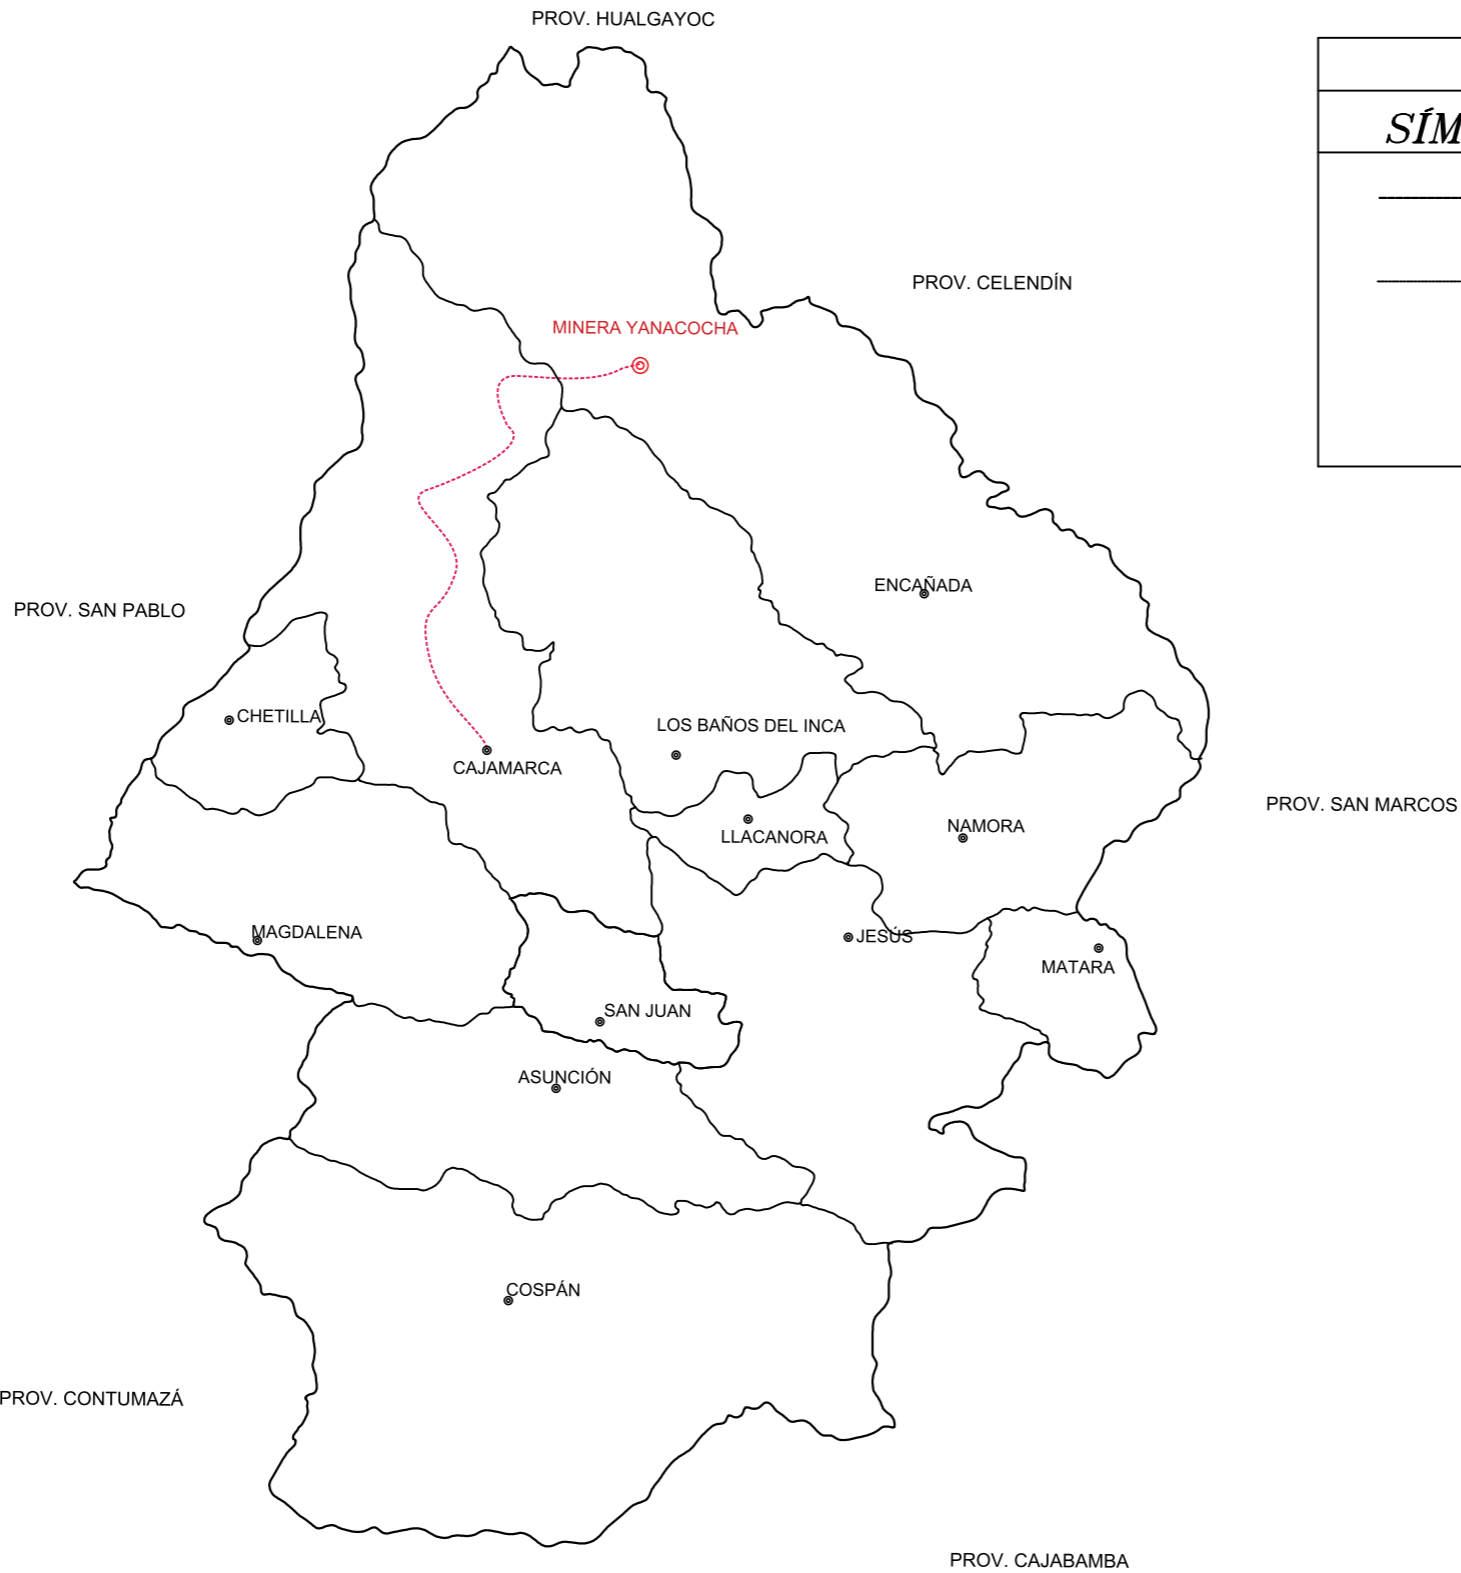 PROV. HUALGAYOC
SÍM
PROV. CELENDÍN
MINERA YANACOCHA
ENCAÑADA
PROV. SAN PABLO
CHETILLA
LOS BAÑOS DEL INCA
CAJAMARCA
PROV. SAN MARCOS
LLACANORA
NAMORA
MAGDALENA
JESÚS
MATARA
SAN JUAN
ASUNCIÓN
COSPÁN
PROV. CONTUMAZÁ
PROV. CAJABAMBA